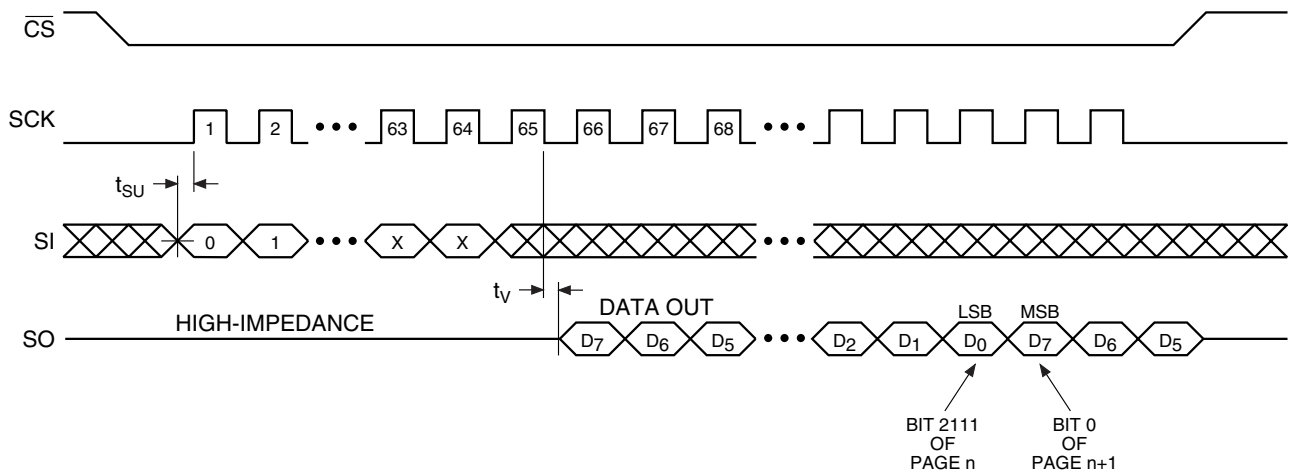 CS
SCK
1 2 ••• 63 64 65 66 67 68 •••
tSU
SI
0 1 ••• X X •••
tV
SO
HIGH-IMPEDANCE
DATA OUT
LSB MSB
D7 D6 D5 ••• D2 D1 D0 D7 D6 D5
BIT 2111
OF
PAGE n
BIT 0
OF
PAGE n+1